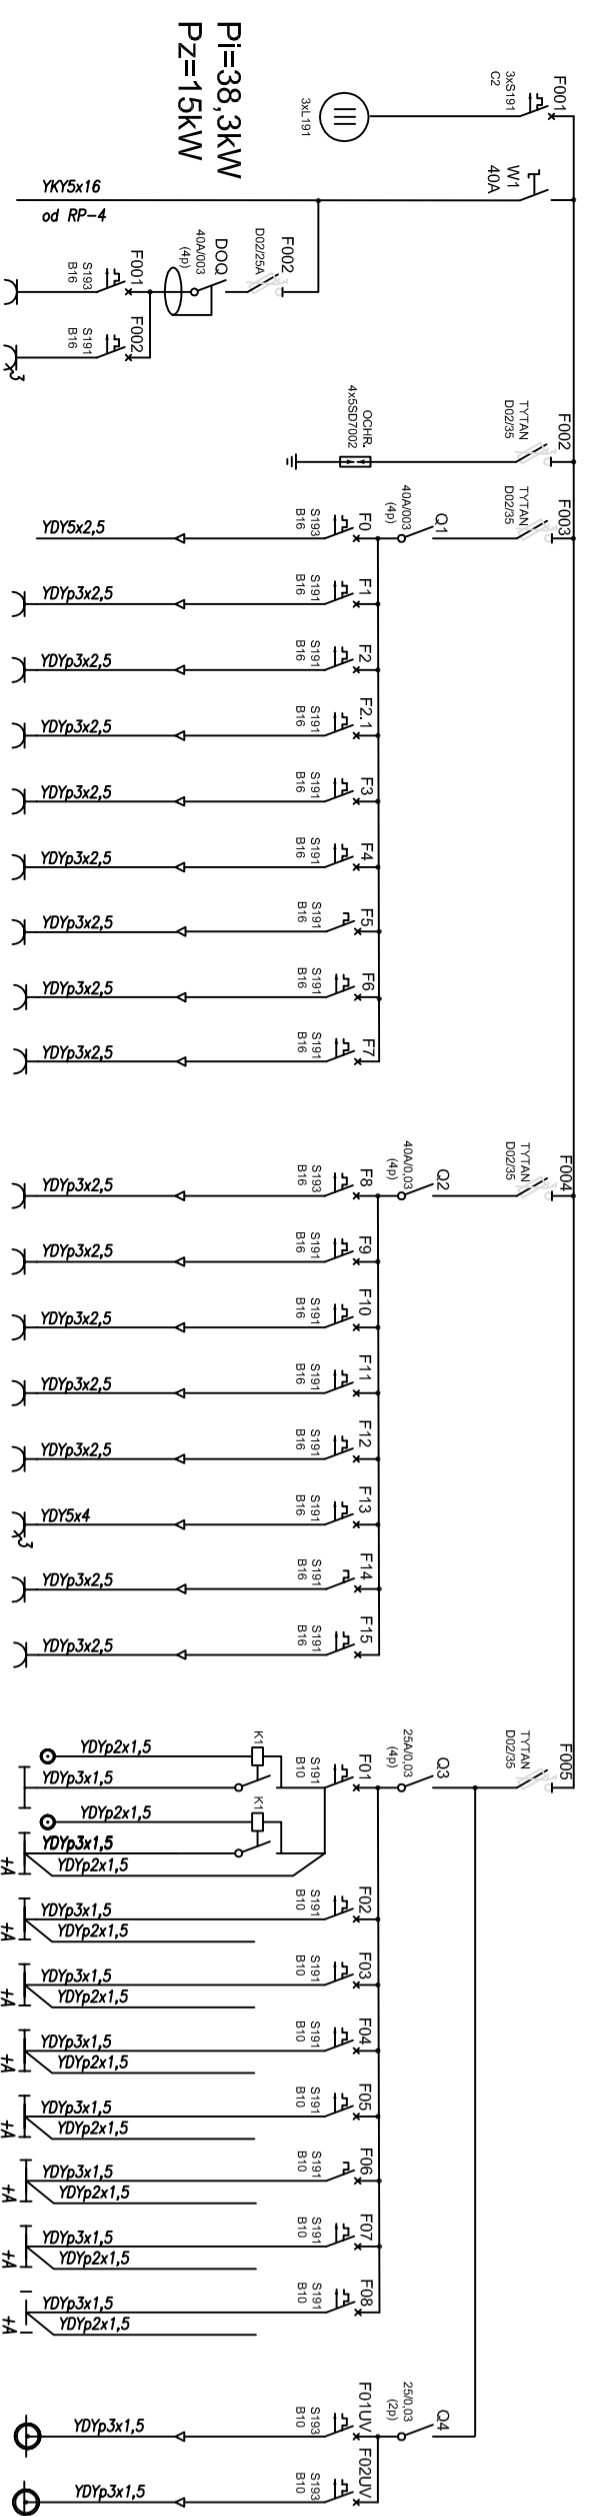 Pi=38,3kW
Pz=15kW
F001
3xS191
C2
3xL191
W1
40A
YKY5x16
od RP-4
F002
D02/25A
DOQ
40A/003
(4p)
F001
S193
B16
F002
S191
B16
x3
F002
TYTAN
D02/35
OCHR.
4x5SD7002
F003
TYTAN
D02/35
Q1
40A/003
(4p)
F0
S193
B16
YDY5x2,5
F1
S191
B16
YDYp3x2,5
F2
S191
B16
YDYp3x2,5
F2.1
S191
B16
YDYp3x2,5
F3
S191
B16
YDYp3x2,5
F4
S191
B16
YDYp3x2,5
F5
S191
B16
YDYp3x2,5
F6
S191
B16
YDYp3x2,5
F7
S191
B16
YDYp3x2,5
F004
TYTAN
D02/35
Q2
40A/0,03
(4p)
F8
S193
B16
YDYp3x2,5
F9
S191
B16
YDYp3x2,5
F10
S191
B16
YDYp3x2,5
F11
S191
B16
YDYp3x2,5
F12
S191
B16
YDYp3x2,5
F13
S191
B16
YDY5x4
x3
F14
S191
B16
YDYp3x2,5
F15
S191
B16
YDYp3x2,5
F005
TYTAN
D02/35
Q3
25A/0,03
(4p)
F01
S191
B10
K1
YDYp2x1,5
YDYp3x1,5
K1
YDYp2x1,5
YDYp3x1,5
YDYp2x1,5
+A
F02
S191
B10
YDYp3x1,5
YDYp2x1,5
+A
F03
S191
B10
YDYp3x1,5
YDYp2x1,5
+A
F04
S191
B10
YDYp3x1,5
YDYp2x1,5
+A
F05
S191
B10
YDYp3x1,5
YDYp2x1,5
+A
F06
S191
B10
YDYp3x1,5
YDYp2x1,5
+A
F07
S191
B10
YDYp3x1,5
YDYp2x1,5
+A
F08
S191
B10
YDYp3x1,5
YDYp2x1,5
+A
Q4
25/0,03
(2p)
F01UV
S193
B10
YDYp3x1,5
F02UV
S193
B10
YDYp3x1,5